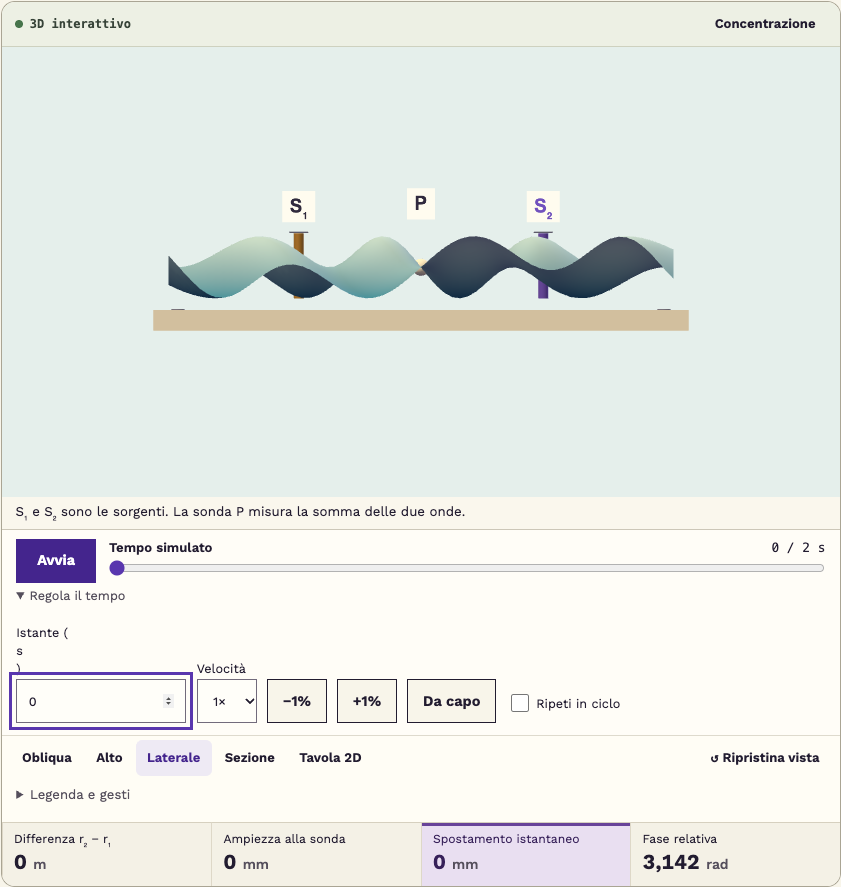 3D interattivo
Concentrazione
S₁
P
S₂
S₁ e S₂ sono le sorgenti. La sonda P misura la somma delle due onde.
Avvia
Tempo simulato
0 / 2 s
▼ Regola il tempo
Istante (
s
)
Velocità
0
1×
−1%
+1%
Da capo
Ripeti in ciclo
Obliqua
Alto
Laterale
Sezione
Tavola 2D
↺ Ripristina vista
▶ Legenda e gesti
Differenza r₂ − r₁
0 m
Ampiezza alla sonda
0 mm
Spostamento istantaneo
0 mm
Fase relativa
3,142 rad